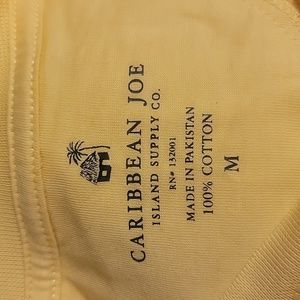 CARIBBEAN JOE
ISLAND SUPPLY CO.
RN# 132001
MADE IN PAKISTAN
100% COTTON
M